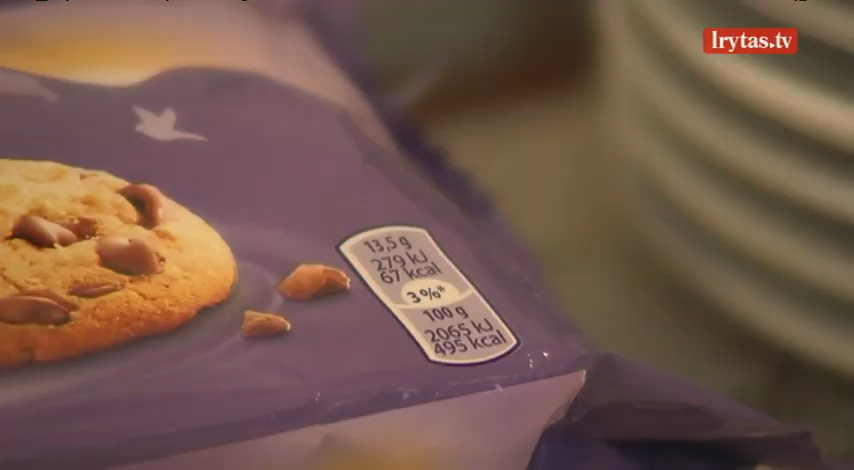 lrytas.tv
13,5 g
279 kJ
67 kcal
3%*
100 g
2065 kJ
495 kcal